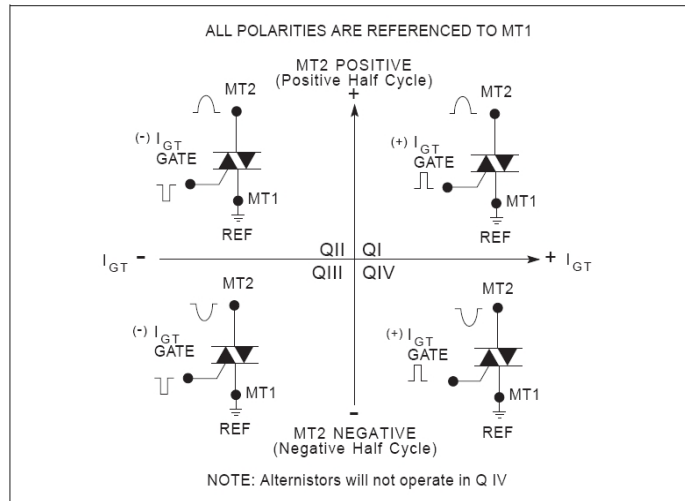 ALL POLARITIES ARE REFERENCED TO MT1
MT2 POSITIVE
(Positive Half Cycle)
+
MT2
(-) IGT
GATE
MT1
REF
MT2
(+) IGT
GATE
MT1
REF
IGT -
QII QI
QIII QIV
+ IGT
MT2
(-) IGT
GATE
MT1
REF
MT2
(+) IGT
GATE
MT1
REF
-
MT2 NEGATIVE
(Negative Half Cycle)
NOTE: Alternistors will not operate in Q IV